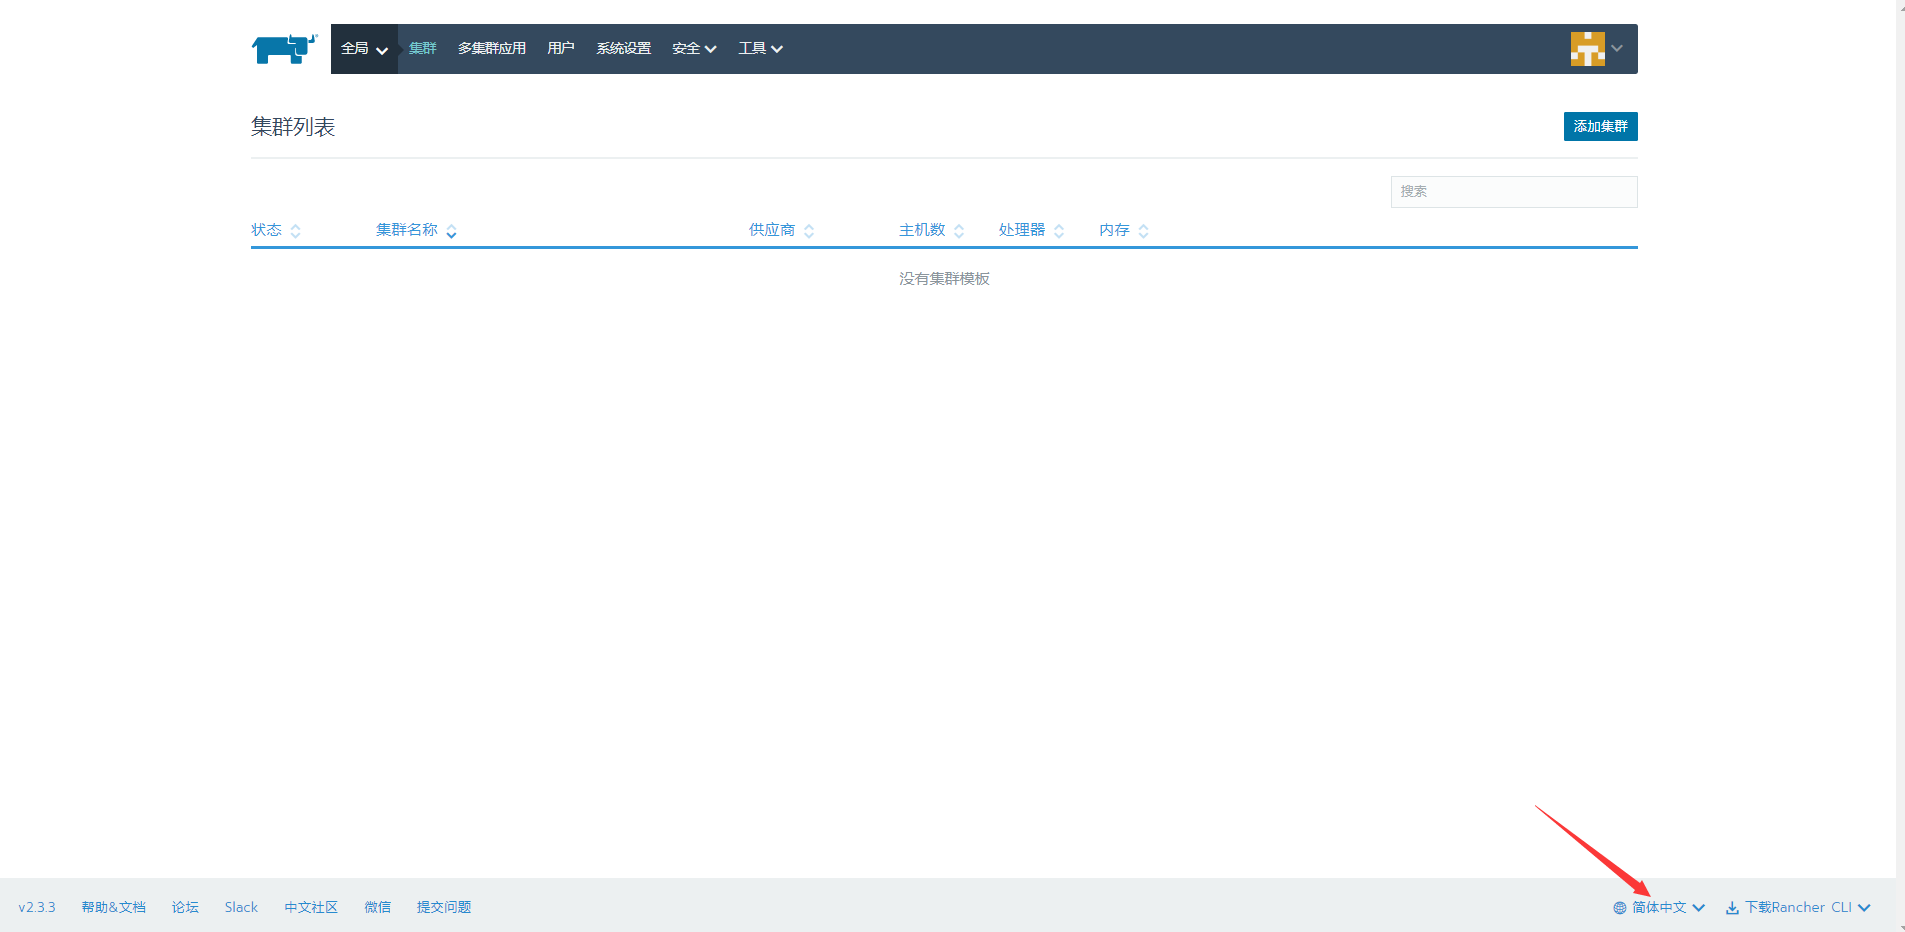 全局 集群 多集群应用 用户 系统设置 安全 工具
集群列表 添加集群
搜索
状态 集群名称 供应商 主机数 处理器 内存
没有集群模板
v2.3.3 帮助&文档 论坛 Slack 中文社区 微信 提交问题 简体中文 下载Rancher CLI